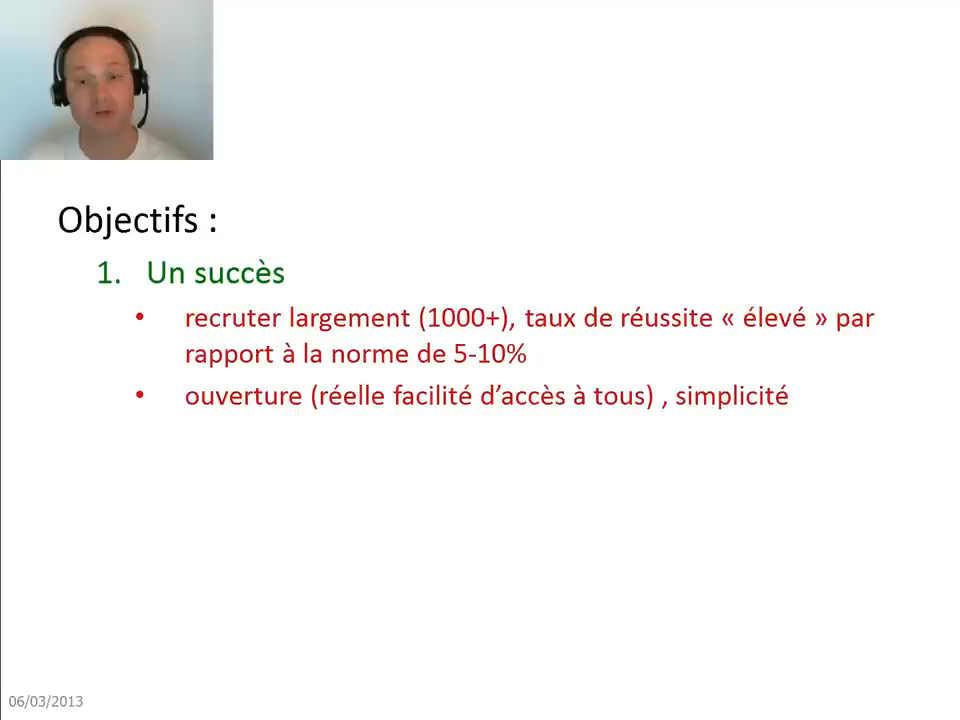 Objectifs :
1. Un succès
• recruter largement (1000+), taux de réussite « élevé » par
rapport à la norme de 5-10%
• ouverture (réelle facilité d’accès à tous) , simplicité
06/03/2013